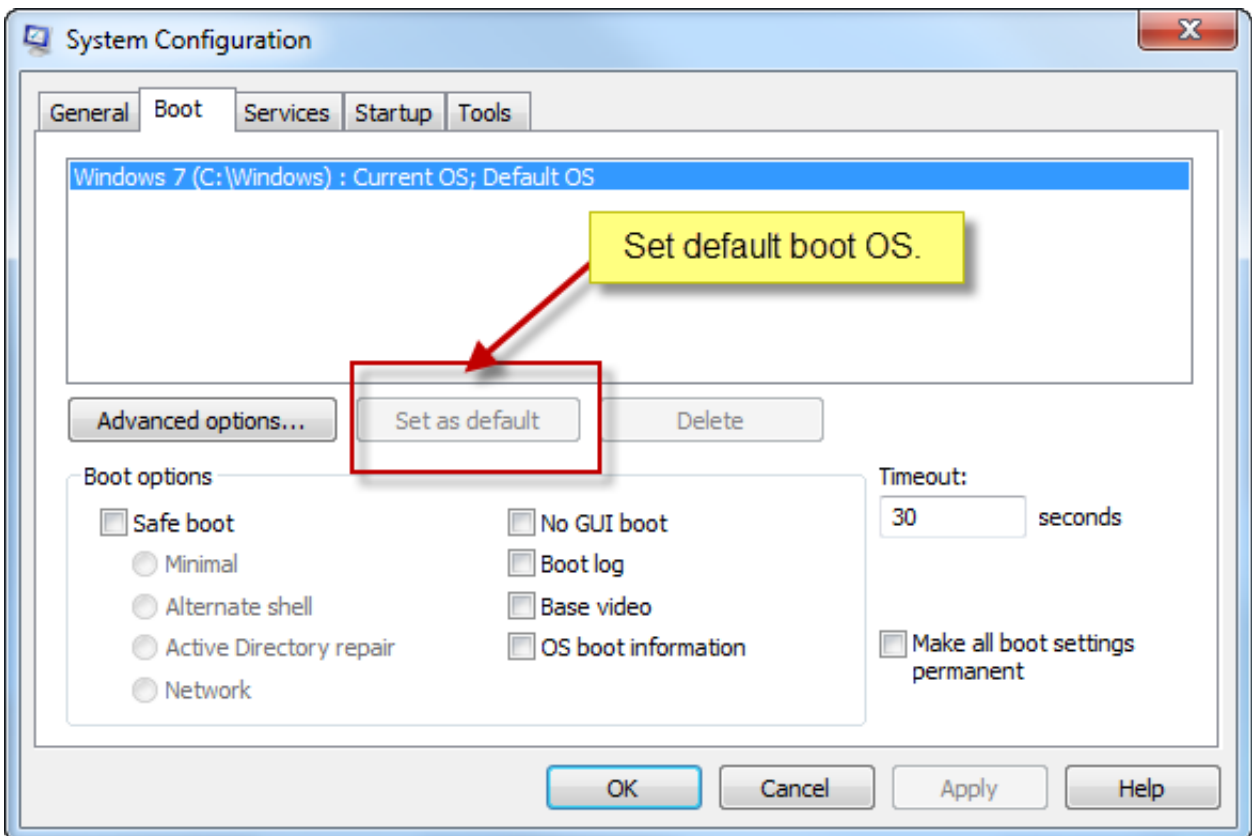 System Configuration
General Boot Services Startup Tools
Windows 7 (C:\Windows) : Current OS; Default OS
Set default boot OS.
Advanced options... Set as default Delete
Boot options
Timeout:
Safe boot No GUI boot 30 seconds
Minimal Boot log
Alternate shell Base video
Active Directory repair OS boot information Make all boot settings
permanent
Network
OK Cancel Apply Help